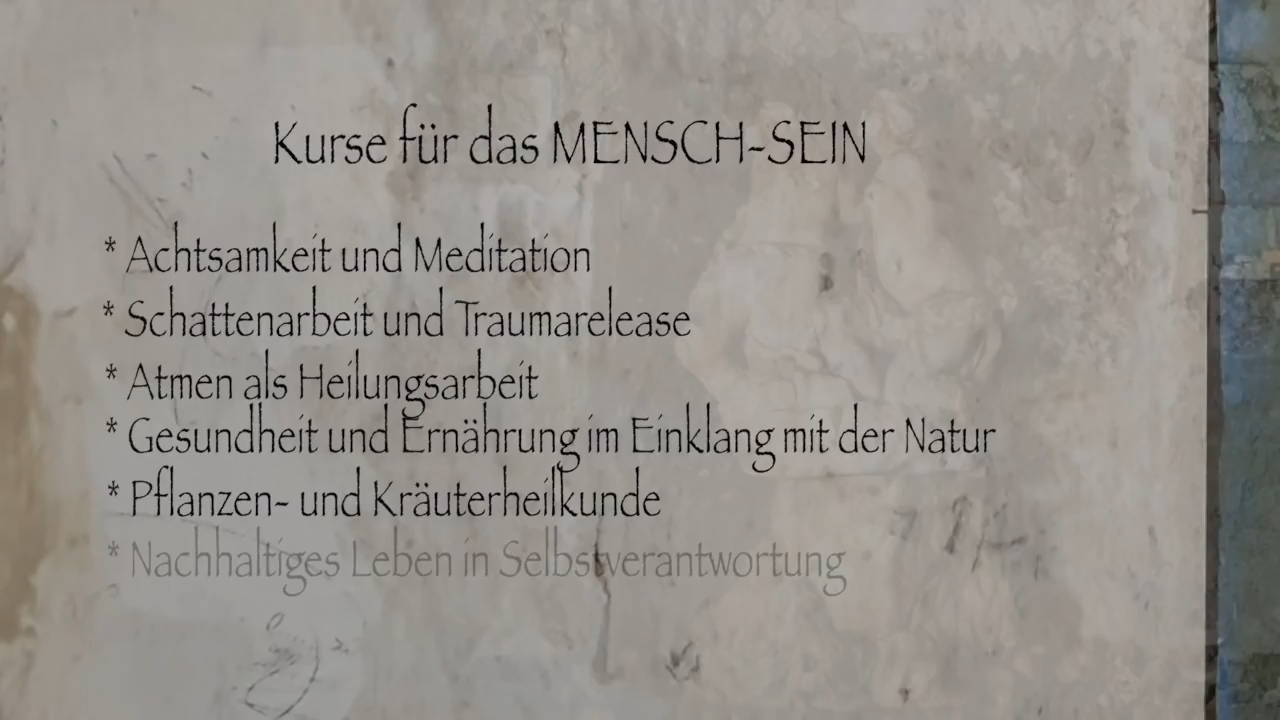 Kurse für das MENSCH-SEIN
* Achtsamkeit und Meditation
* Schattenarbeit und Traumarelease
* Atmen als Heilungsarbeit
* Gesundheit und Ernährung im Einklang mit der Natur
* Pflanzen- und Kräuterheilkunde
* Nachhaltiges Leben in Selbstverantwortung